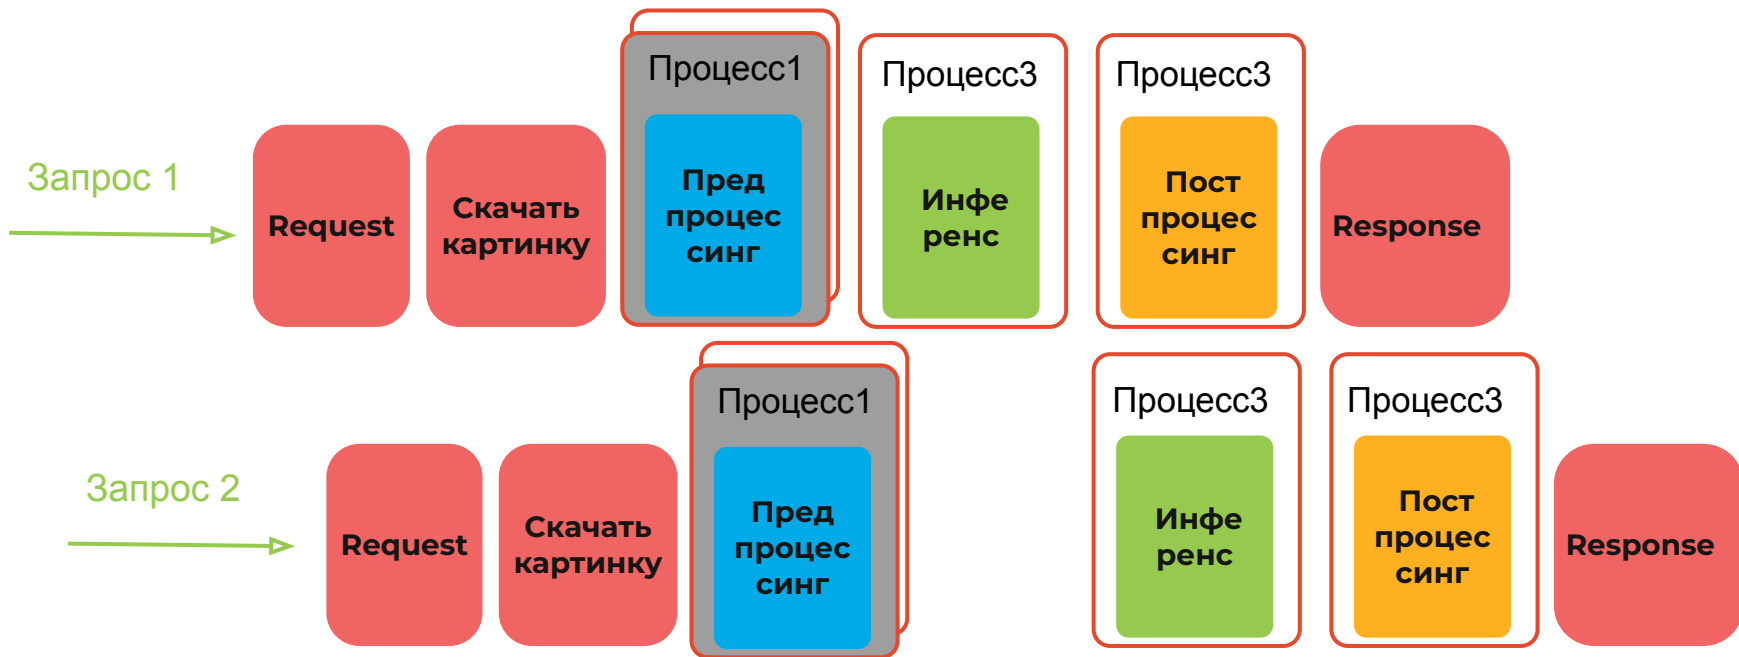 Запрос 1
Request
Скачать
картинку
Процесс1
Пред
процес
синг
Процесс3
Инфе
ренс
Процесс3
Пост
процес
синг
Response
Запрос 2
Request
Скачать
картинку
Процесс1
Пред
процес
синг
Процесс3
Инфе
ренс
Процесс3
Пост
процес
синг
Response